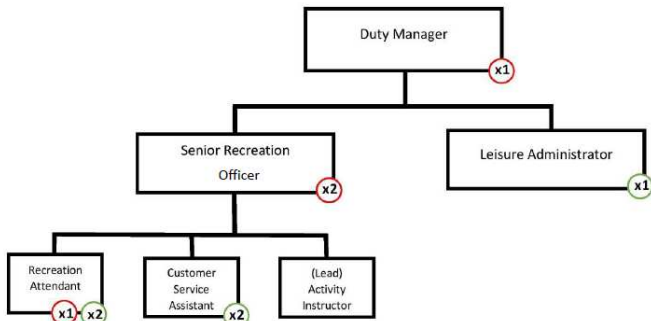 Duty Manager
x1
Senior Recreation
Officer
x2
Leisure Administrator
x1
Recreation
Attendant
x1
x2
Customer
Service
Assistant
x2
(Lead)
Activity
Instructor